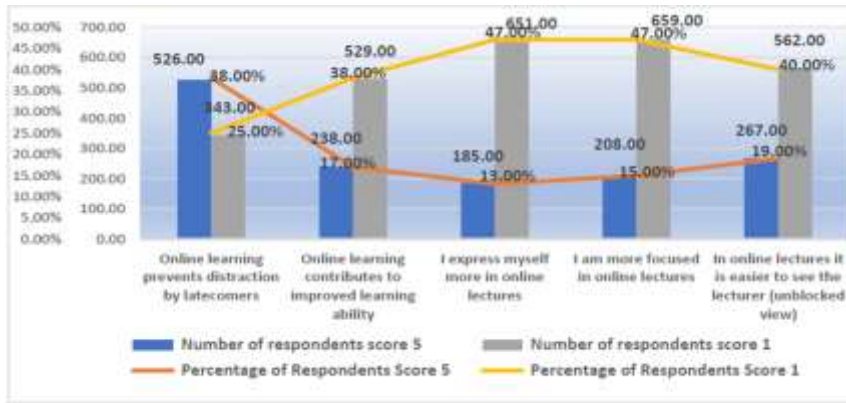 50.00%
45.00%
40.00%
35.00%
30.00%
25.00%
20.00%
15.00%
10.00%
5.00%
0.00%
700.00
600.00
500.00
400.00
300.00
200.00
100.00
0.00
526.00
38.00%
343.00
25.00%
529.00
38.00%
238.00
17.00%
651.00
47.00%
185.00
13.00%
659.00
47.00%
208.00
15.00%
562.00
40.00%
267.00
19.00%
Online learning
prevents distraction
by latecomers
Online learning
contributes to
improved learning
ability
I express myself
more in online
lectures
I am more focused
in online lectures
In online lectures it
is easier to see the
lecturer (unblocked
view)
Number of respondents score 5
Number of respondents score 1
Percentage of Respondents Score 5
Percentage of Respondents Score 1